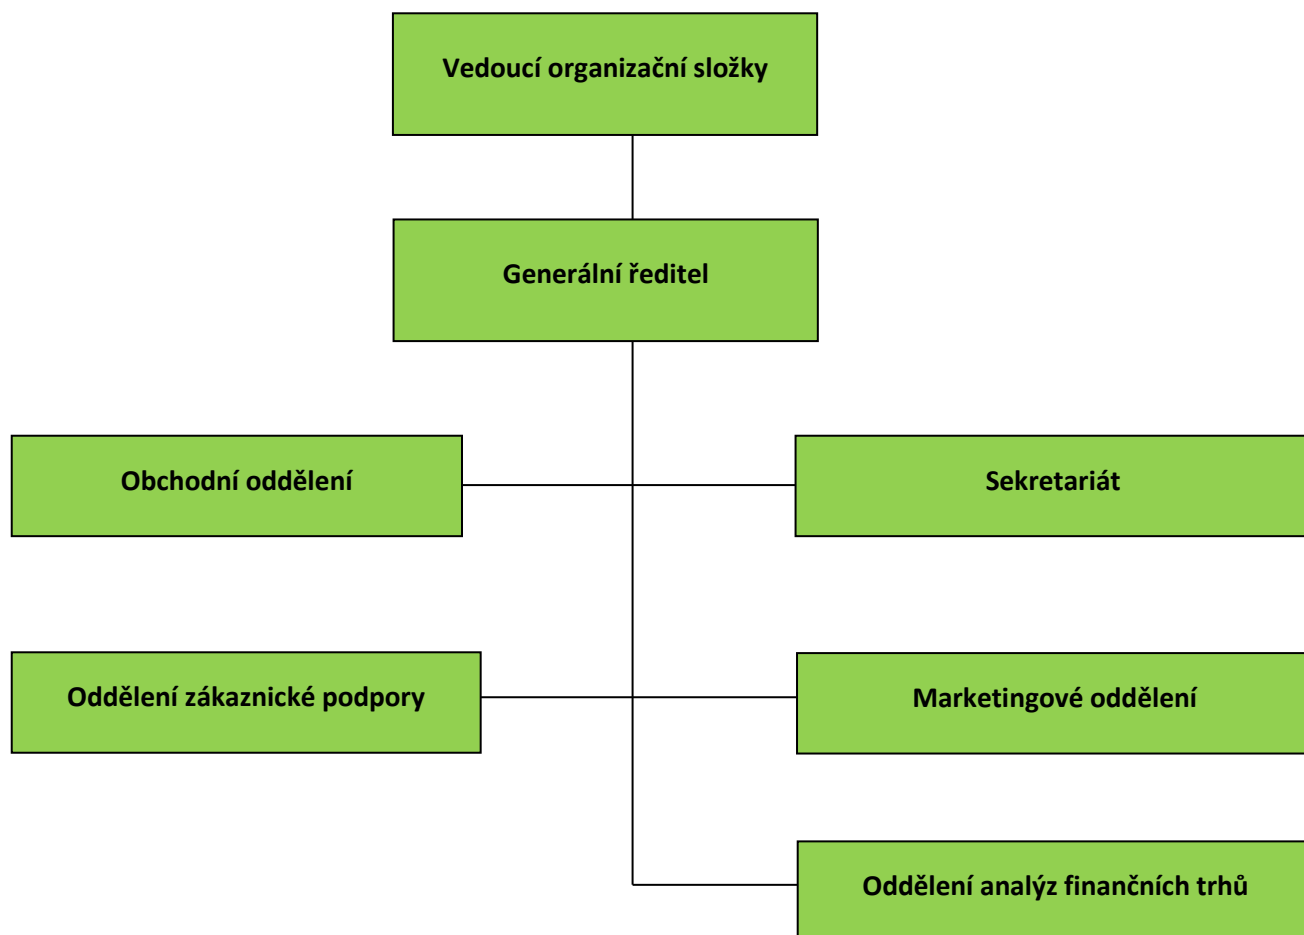 Vedoucí organizační složky
Generální ředitel
Obchodní oddělení
Sekretariát
Oddělení zákaznické podpory
Marketingové oddělení
Oddělení analýz finančních trhů